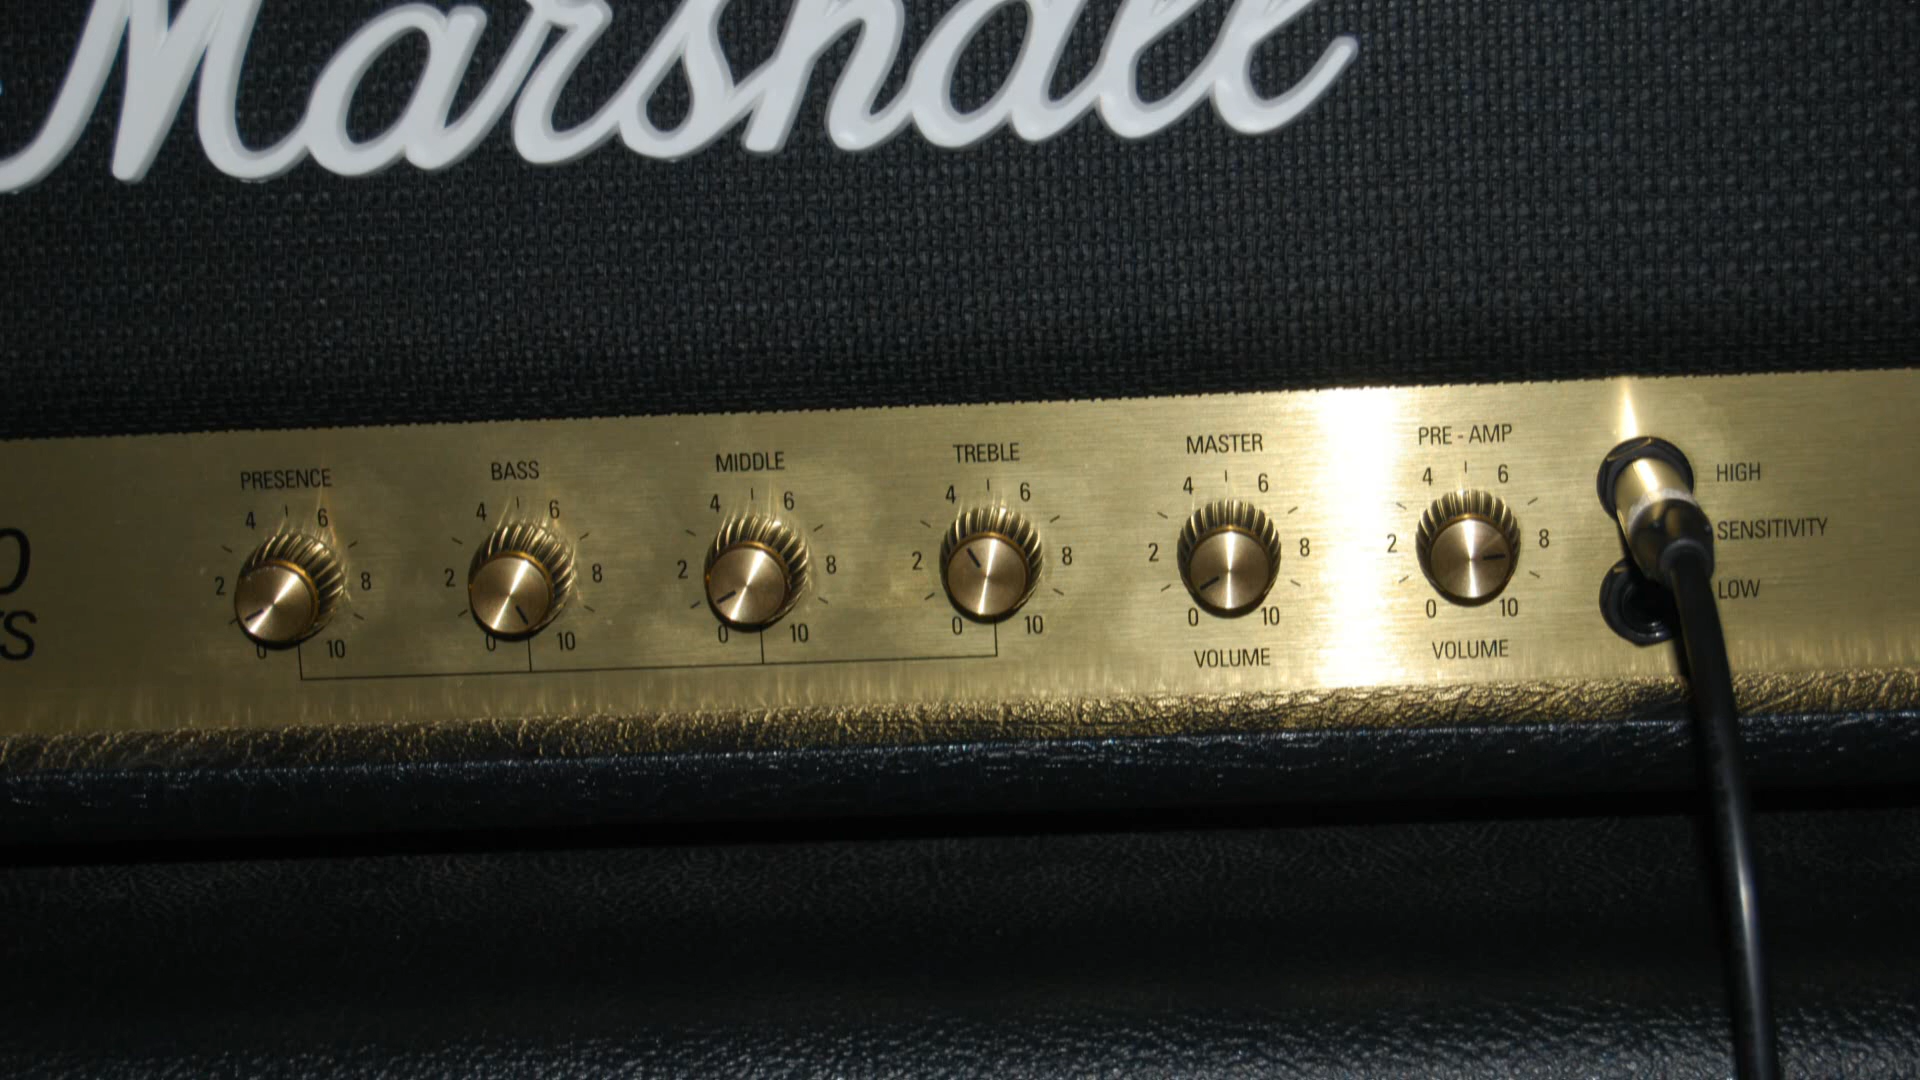 Marshall
PRESENCE
BASS
MIDDLE
TREBLE
MASTER
PRE-AMP
HIGH
SENSITIVITY
LOW
0 2 4 6 8 10
0 2 4 6 8 10
0 2 4 6 8 10
0 2 4 6 8 10
0 2 4 6 8 10
0 2 4 6 8 10
VOLUME
VOLUME